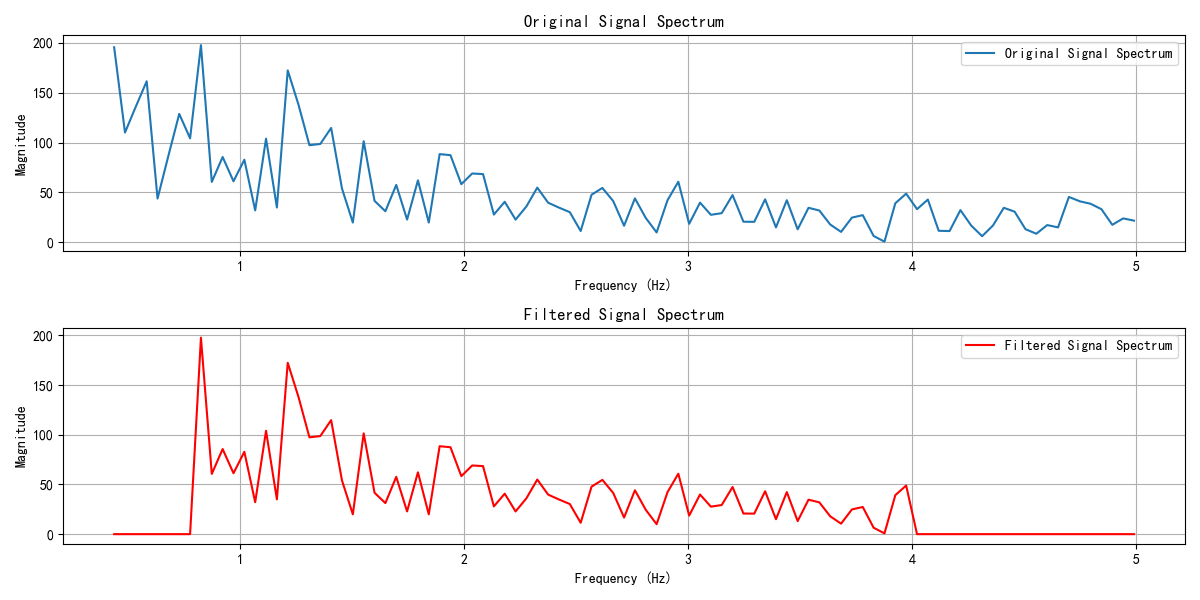 Original Signal Spectrum
200
150
100
50
0
Magnitude
Original Signal Spectrum
1 2 3 4 5
Frequency (Hz)
Filtered Signal Spectrum
200
150
100
50
0
Magnitude
Filtered Signal Spectrum
1 2 3 4 5
Frequency (Hz)